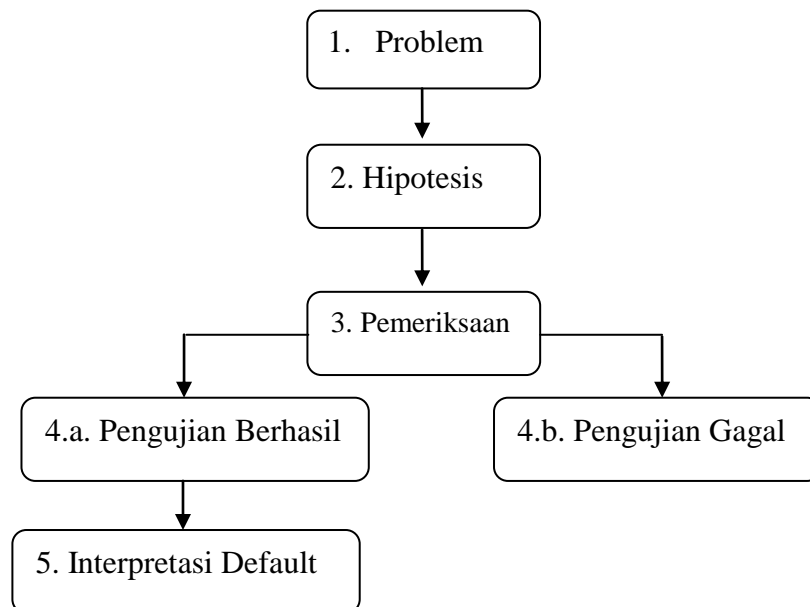 1. Problem
2. Hipotesis
3. Pemeriksaan
4.a. Pengujian Berhasil
4.b. Pengujian Gagal
5. Interpretasi Default